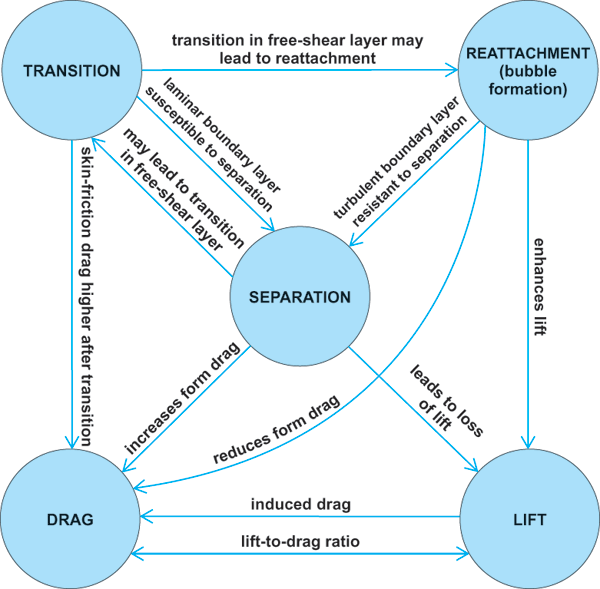 transition in free-shear layer may
lead to reattachment
TRANSITION
REATTACHMENT
(bubble
formation)
laminar boundary layer
susceptible to separation
may lead to transition
in free-shear layer
turbulent boundary layer
resistant to separation
skin-friction drag higher after transition
SEPARATION
enhances lift
increases form drag
reduces form drag
leads to loss
of lift
DRAG
induced drag
LIFT
lift-to-drag ratio